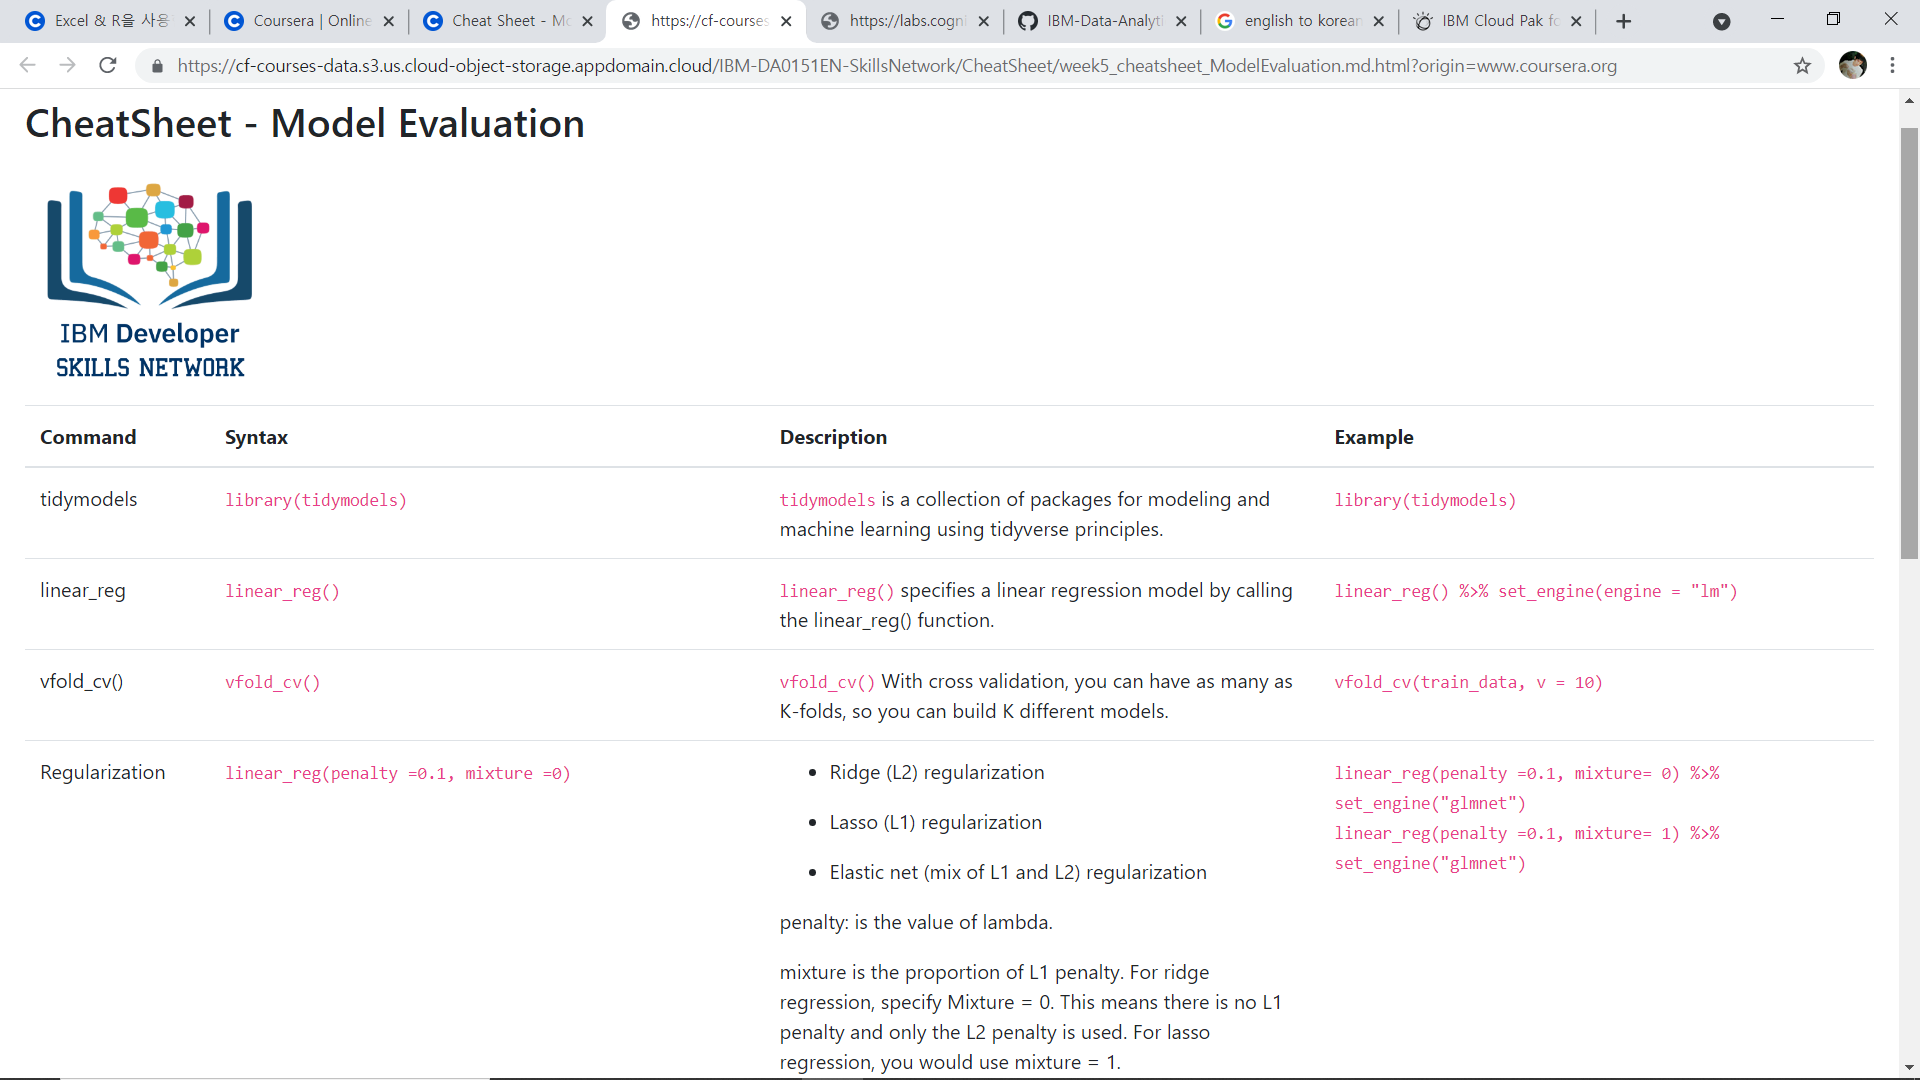 Excel & R을 사용
Coursera | Online
Cheat Sheet - Mo
https://cf-courses
https://labs.cogni
IBM-Data-Analyti
english to korean
IBM Cloud Pak fo
https://cf-courses-data.s3.us.cloud-object-storage.appdomain.cloud/IBM-DA0151EN-SkillsNetwork/CheatSheet/week5_cheatsheet_ModelEvaluation.md.html?origin=www.coursera.org
CheatSheet - Model Evaluation
IBM Developer
SKILLS NETWORK
Command Syntax Description Example
tidymodels library(tidymodels) tidymodels is a collection of packages for modeling and library(tidymodels)
machine learning using tidyverse principles.
linear_reg linear_reg() linear_reg() specifies a linear regression model by calling linear_reg() %>% set_engine(engine = "lm")
the linear_reg() function.
vfold_cv() vfold_cv() vfold_cv() With cross validation, you can have as many as vfold_cv(train_data, v = 10)
K-folds, so you can build K different models.
Regularization linear_reg(penalty =0.1, mixture =0) • Ridge (L2) regularization linear_reg(penalty =0.1, mixture= 0) %>%
set_engine("glmnet")
• Lasso (L1) regularization linear_reg(penalty =0.1, mixture= 1) %>%
set_engine("glmnet")
• Elastic net (mix of L1 and L2) regularization
penalty: is the value of lambda.
mixture is the proportion of L1 penalty. For ridge
regression, specify Mixture = 0. This means there is no L1
penalty and only the L2 penalty is used. For lasso
regression, you would use mixture = 1.